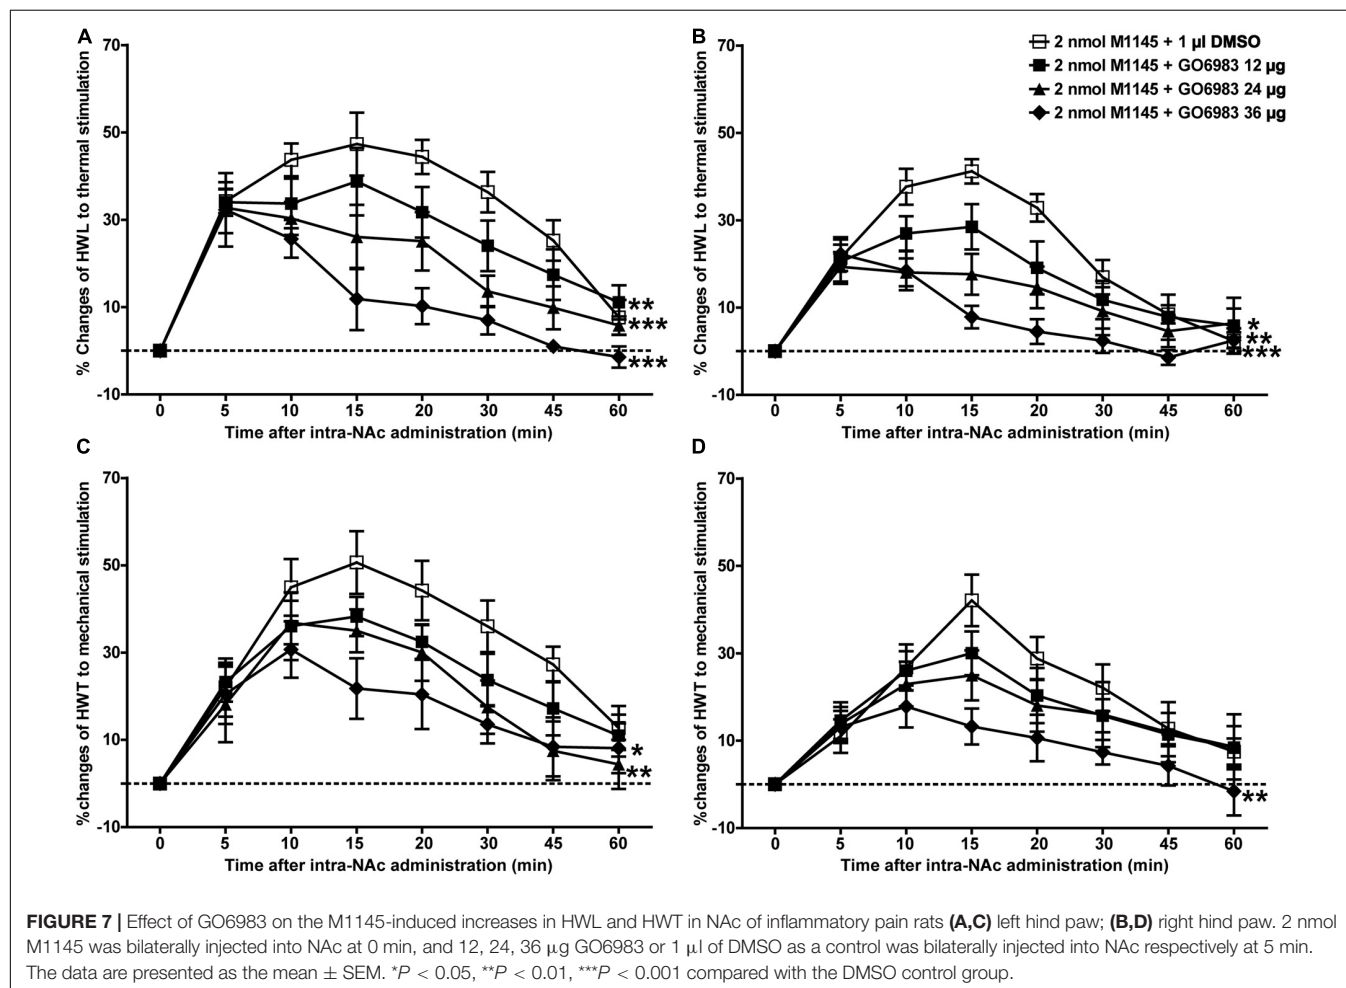 A
70
50
30
10
-10
% Changes of HWL to thermal stimulation
0 5 10 15 20 30 45 60
Time after intra-NAc administration (min)
**
***
***
B
70
50
30
10
-10
% Changes of HWL to thermal stimulation
0 5 10 15 20 30 45 60
Time after intra-NAc administration (min)
2 nmol M1145 + 1 µl DMSO
2 nmol M1145 + GO6983 12 µg
2 nmol M1145 + GO6983 24 µg
2 nmol M1145 + GO6983 36 µg
*
**
***
C
70
50
30
10
-10
%changes of HWT to mechanical stimulation
0 5 10 15 20 30 45 60
Time after intra-NAc administration (min)
*
**
D
70
50
30
10
-10
%changes of HWT to mechanical stimulation
0 5 10 15 20 30 45 60
Time after intra-NAc administration (min)
**
FIGURE 7 | Effect of GO6983 on the M1145-induced increases in HWL and HWT in NAc of inflammatory pain rats (A,C) left hind paw; (B,D) right hind paw. 2 nmol
M1145 was bilaterally injected into NAc at 0 min, and 12, 24, 36 µg GO6983 or 1 µl of DMSO as a control was bilaterally injected into NAc respectively at 5 min.
The data are presented as the mean ± SEM. *P < 0.05, **P < 0.01, ***P < 0.001 compared with the DMSO control group.